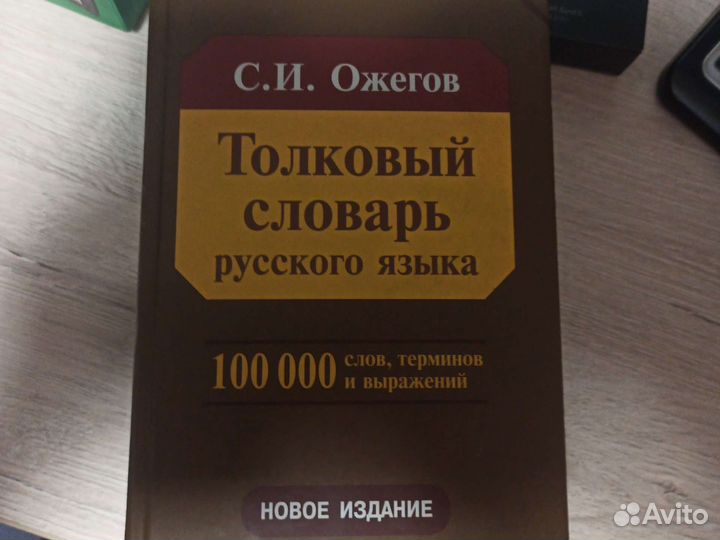 С.И. Ожегов
Толковый
словарь
русского языка
100 000 слов, терминов
и выражений
НОВОЕ ИЗДАНИЕ
Avito